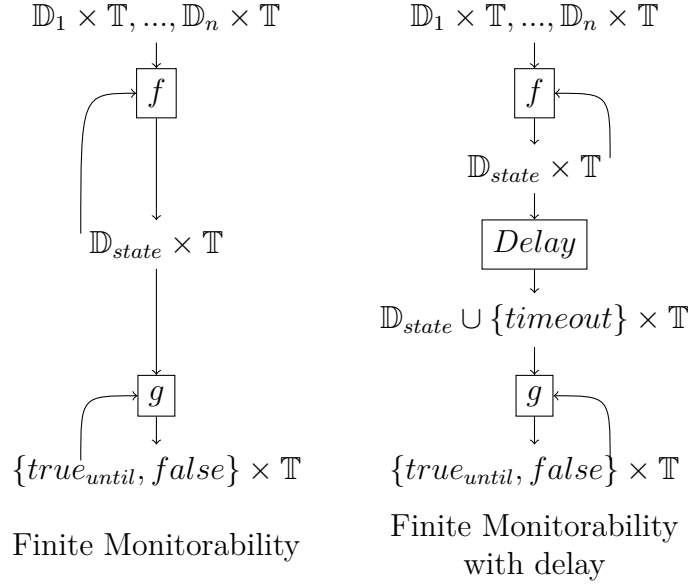 𝔻₁ × 𝕋, ..., 𝔻ₙ × 𝕋
f
𝔻_state × 𝕋
g
{true_until, false} × 𝕋
Finite Monitorability
𝔻₁ × 𝕋, ..., 𝔻ₙ × 𝕋
f
𝔻_state × 𝕋
Delay
𝔻_state ∪ {timeout} × 𝕋
g
{true_until, false} × 𝕋
Finite Monitorability
with delay